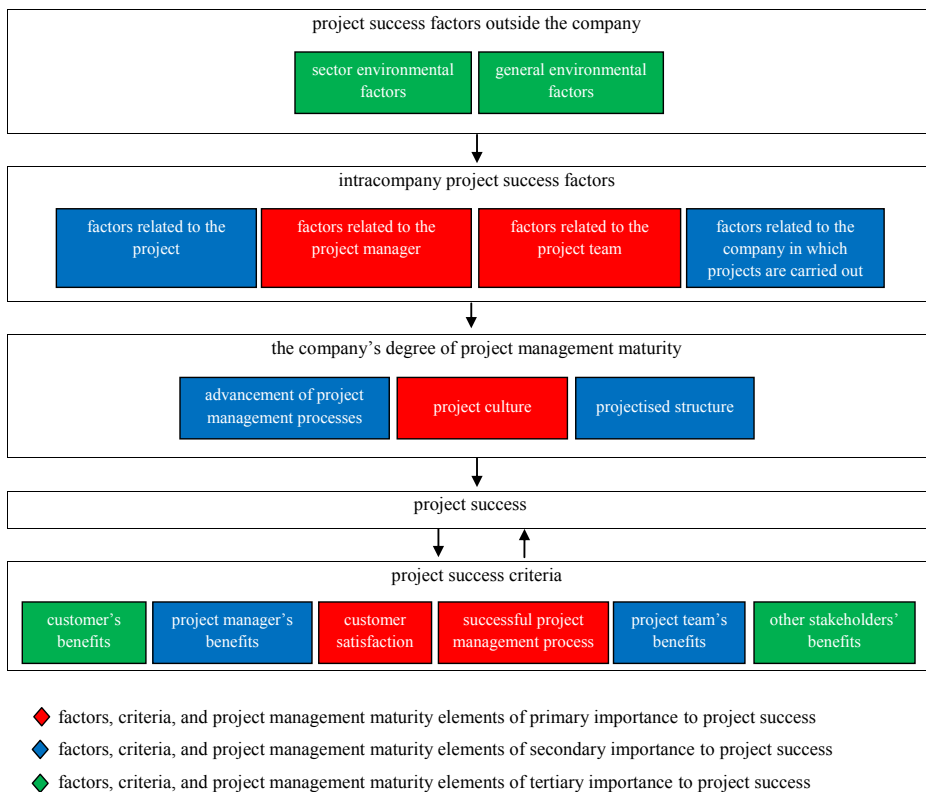 project success factors outside the company
sector environmental
factors
general environmental
factors
intracompany project success factors
factors related to the
project
factors related to the
project manager
factors related to the
project team
factors related to the
company in which
projects are carried out
the company’s degree of project management maturity
advancement of project
management processes
project culture
projectised structure
project success
project success criteria
customer’s
benefits
project manager’s
benefits
customer
satisfaction
successful project
management process
project team’s
benefits
other stakeholders’
benefits
factors, criteria, and project management maturity elements of primary importance to project success
factors, criteria, and project management maturity elements of secondary importance to project success
factors, criteria, and project management maturity elements of tertiary importance to project success